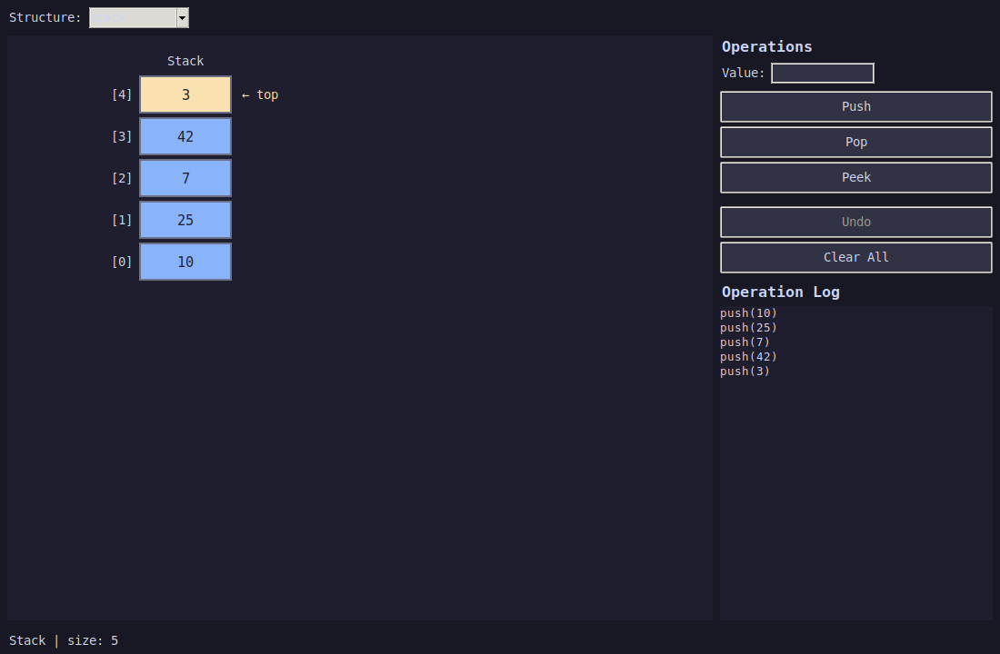 Structure:
Stack
[4] 3 ← top
[3] 42
[2] 7
[1] 25
[0] 10
Operations
Value:
Push
Pop
Peek
Undo
Clear All
Operation Log
push(10)
push(25)
push(7)
push(42)
push(3)
Stack | size: 5